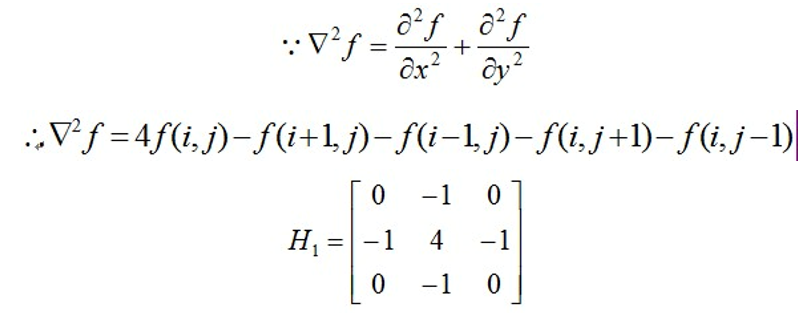 ∵ ∇²f = ∂²f/∂x² + ∂²f/∂y²
∴ ∇²f = 4f(i,j)−f(i+1,j)−f(i−1,j)−f(i,j+1)−f(i,j−1)
0 −1 0
H₁ = −1 4 −1
0 −1 0